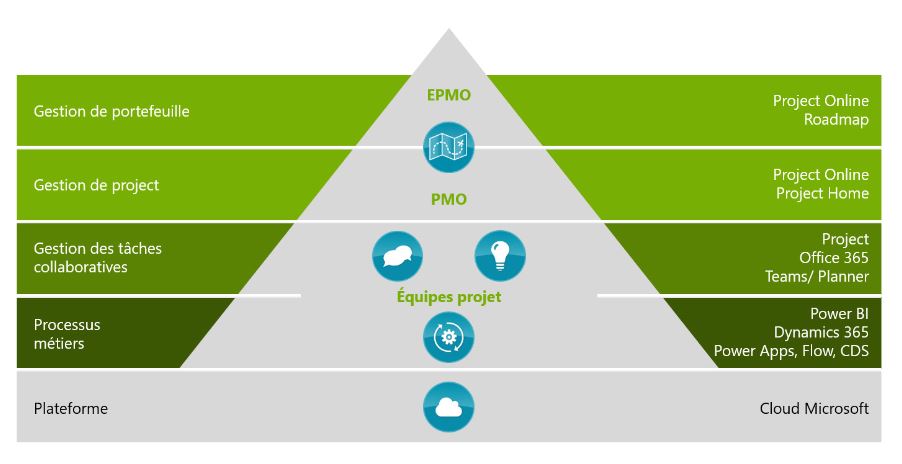 EPMO
Gestion de portefeuille
Project Online
Roadmap
Gestion de project
Project Online
Project Home
PMO
Gestion des tâches
collaboratives
Project
Office 365
Teams/ Planner
Équipes projet
Processus
métiers
Power BI
Dynamics 365
Power Apps, Flow, CDS
Plateforme
Cloud Microsoft